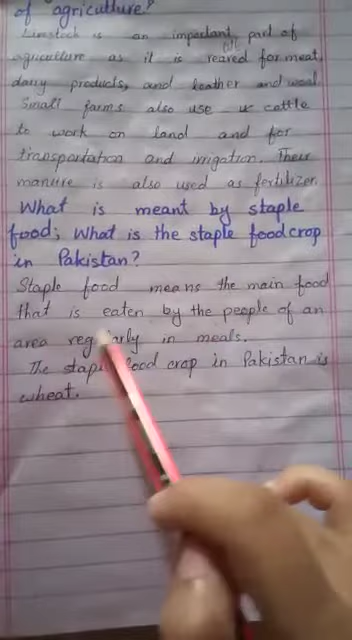 of agriculture?
Livestock is an important part of
agriculture as it is reared for meat,
dairy products, and leather and wool
Small farms also use cattle
to work on land and for
transportation and irrigation. Their
manure is also used as fertilizer.
What is meant by staple
food; What is the staple food crop
in Pakistan?
Staple food means the main food
that is eaten by the people of an
area regularly in meals.
The staple food crop in Pakistan is
wheat.